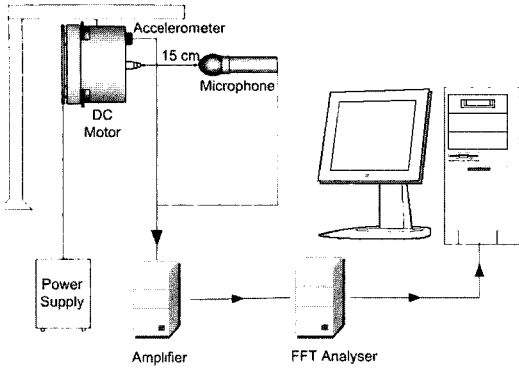 Accelerometer
15 cm
Microphone
DC
Motor
Power
Supply
Amplifier
FFT Analyser